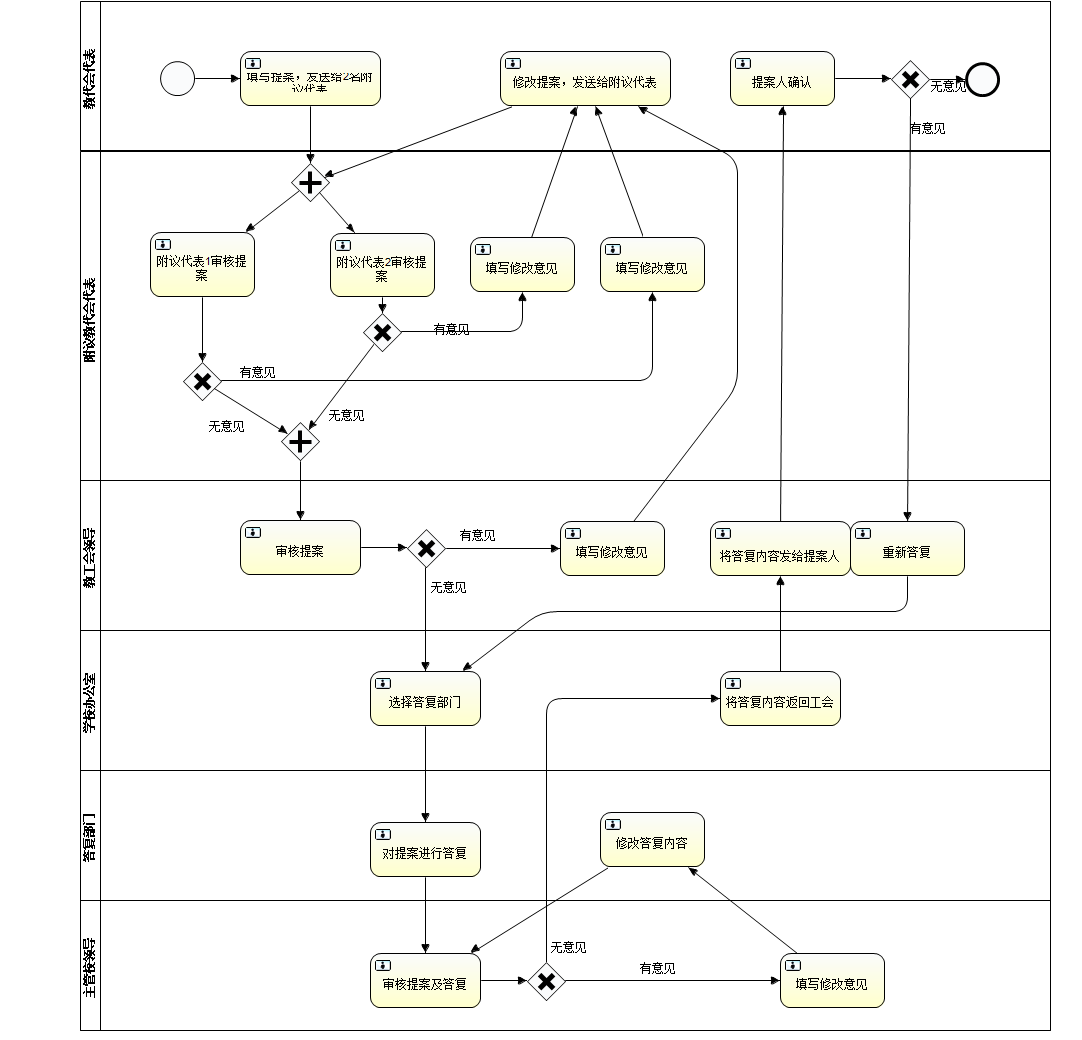 教代会代表
填写提案，发送给2名附
议代表
修改提案，发送给附议代表
提案人确认
无意见
有意见
附议教代会代表
附议代表1审核提
案
附议代表2审核提
案
填写修改意见
填写修改意见
有意见
有意见
无意见
无意见
教工会领导
审核提案
有意见
填写修改意见
将答复内容发给提案人
重新答复
无意见
学校办公室
选择答复部门
将答复内容返回工会
答复部门
对提案进行答复
修改答复内容
主管校领导
无意见
审核提案及答复
有意见
填写修改意见